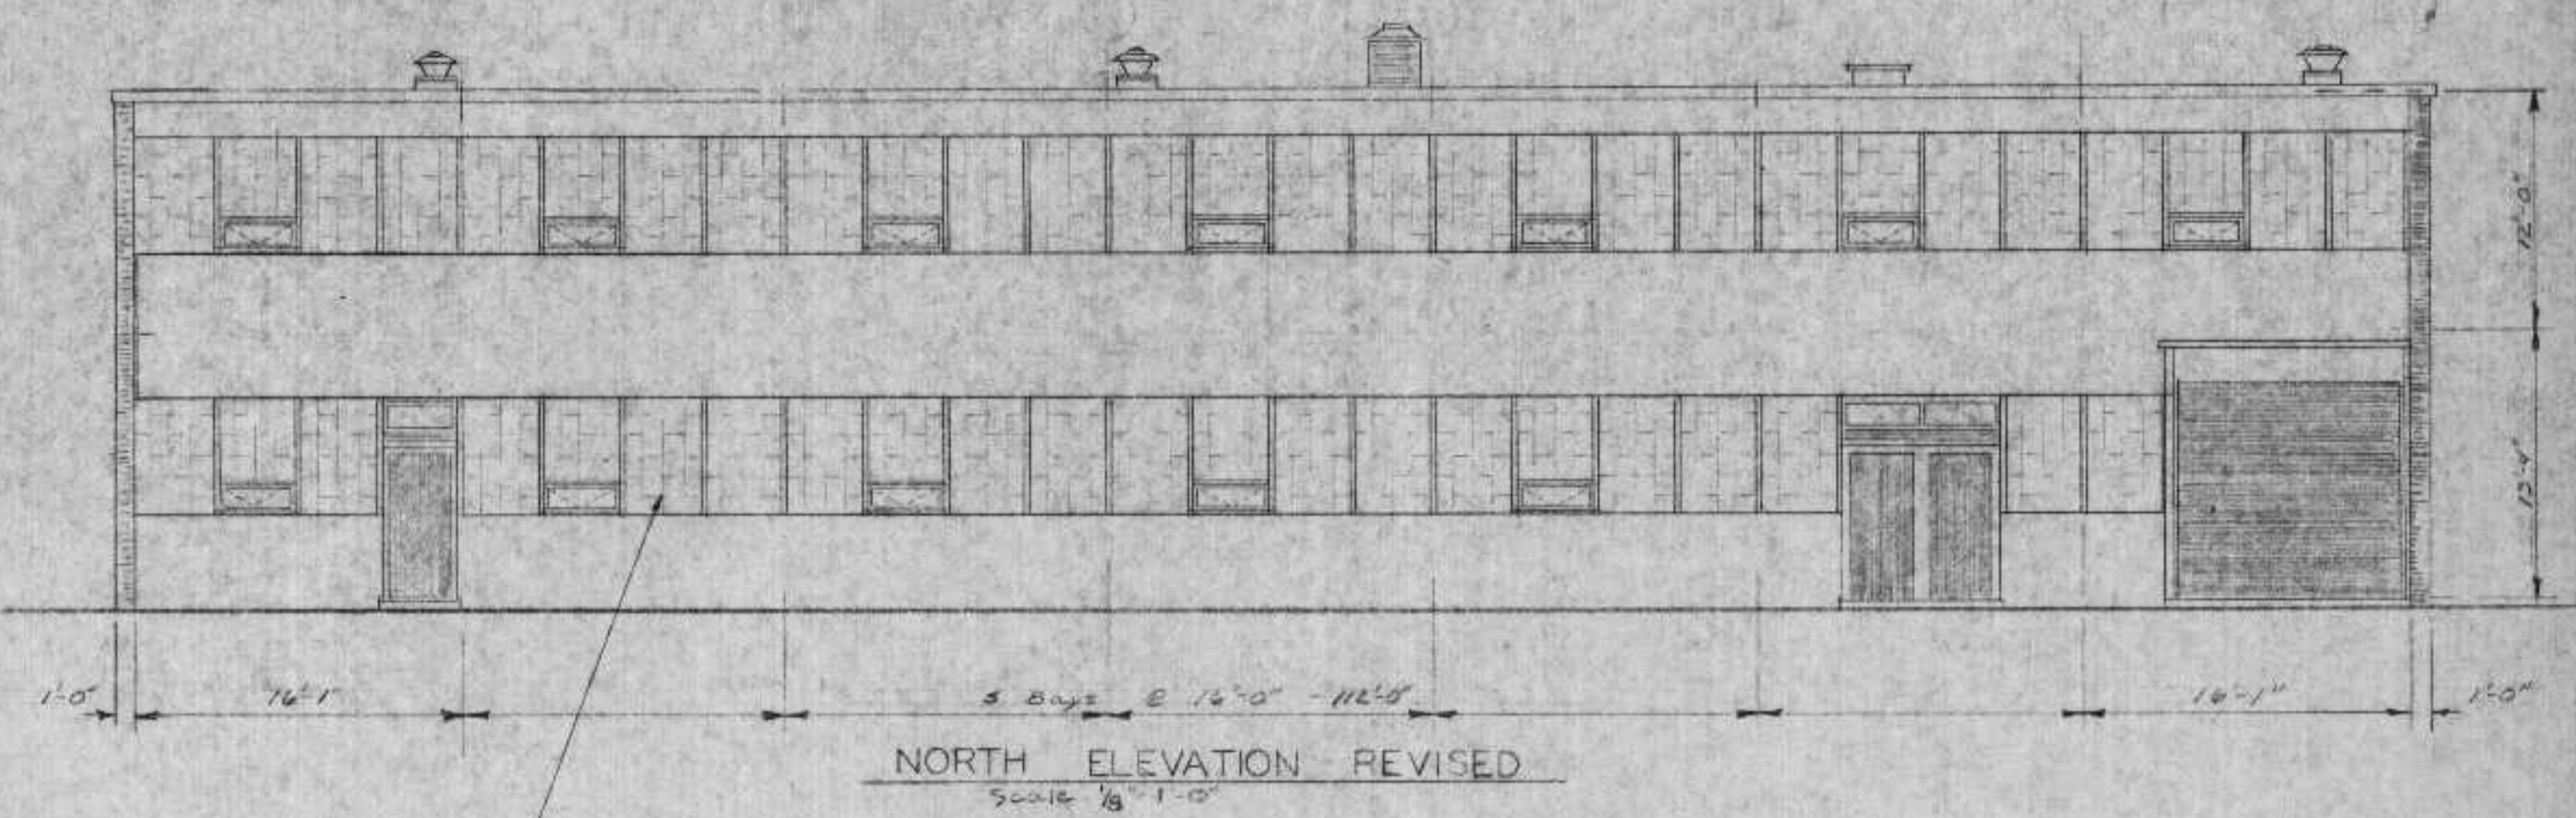 12'-0"
12'-4"
1'-0"
16'-1"
5 Bays @ 16'-0" - 112'-0"
16'-1"
1'-0"
NORTH ELEVATION REVISED
Scale 1/8" 1'-0"